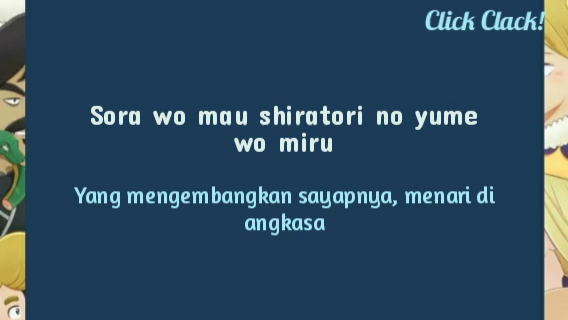 Click Clack!
Sora wo mau shiratori no yume
wo miru
Yang mengembangkan sayapnya, menari di
angkasa